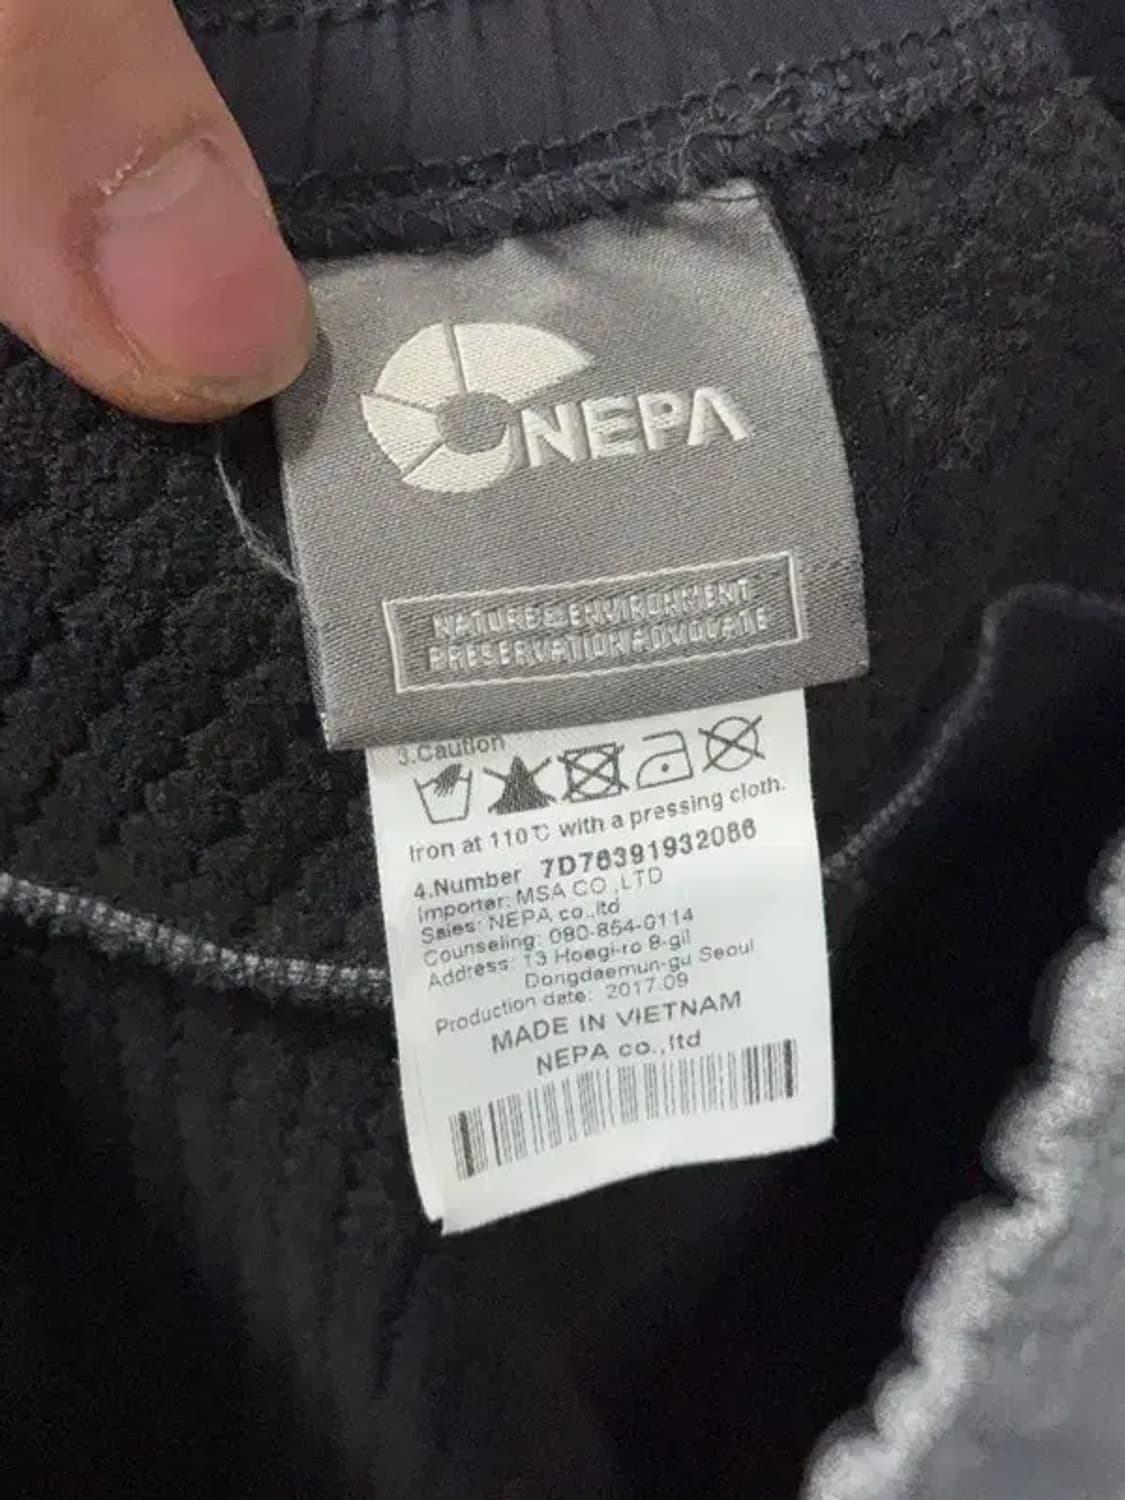 NEPA
NATURE & ENVIRONMENT
PRESERVATION ADVOCATE
3.Caution
Iron at 110℃ with a pressing cloth.
4.Number 7D78391932086
Importer: MSA CO.,LTD
Sales: NEPA co.,ltd
Counseling: 080-854-0114
Address: 13 Hoegi-ro 8-gil
Dongdaemun-gu Seoul
Production date: 2017.09
MADE IN VIETNAM
NEPA co.,ltd